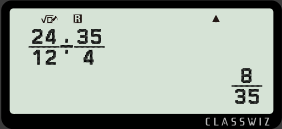 √▱ R ▲
24/12 ÷ 35/4
8/35
CLASSWIZ